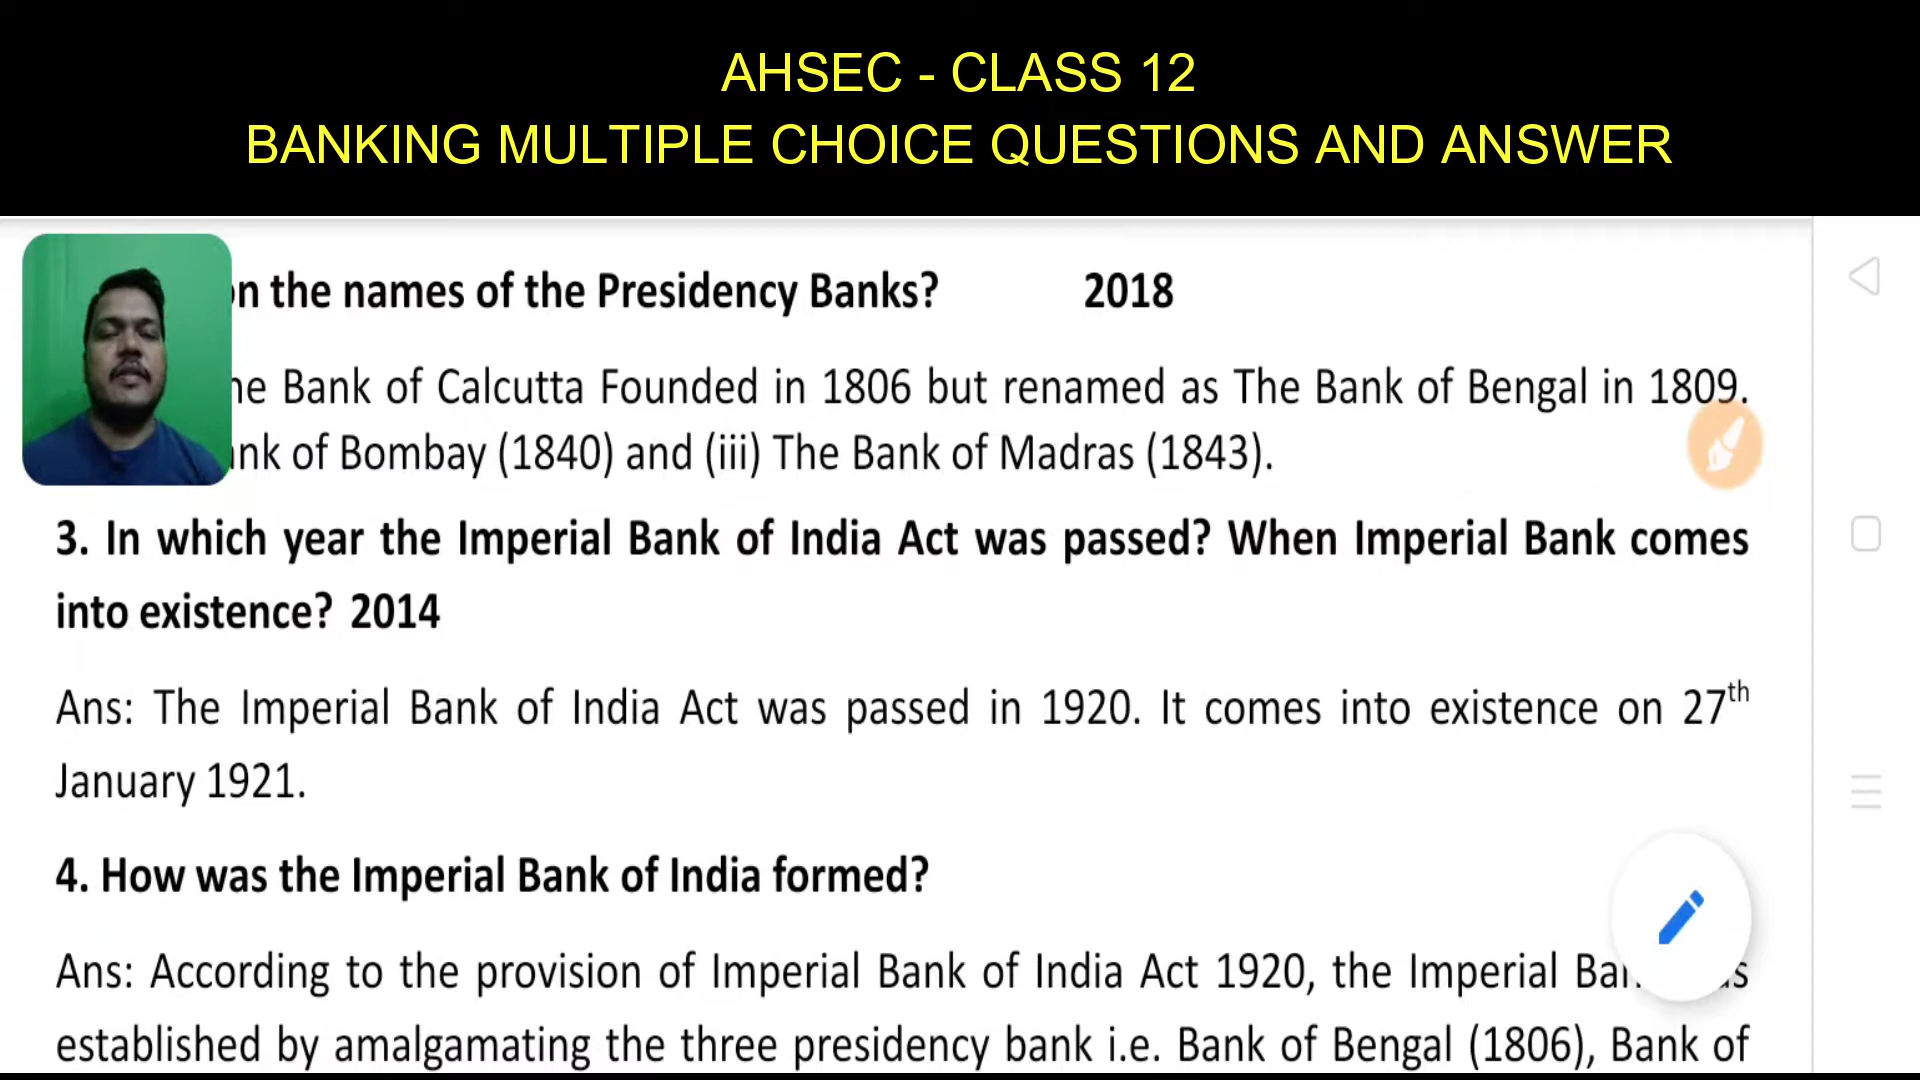 AHSEC - CLASS 12
BANKING MULTIPLE CHOICE QUESTIONS AND ANSWER
the names of the Presidency Banks? 2018
Bank of Calcutta Founded in 1806 but renamed as The Bank of Bengal in 1809.
of Bombay (1840) and (iii) The Bank of Madras (1843).
3. In which year the Imperial Bank of India Act was passed? When Imperial Bank comes
into existence? 2014
Ans: The Imperial Bank of India Act was passed in 1920. It comes into existence on 27th
January 1921.
4. How was the Imperial Bank of India formed?
Ans: According to the provision of Imperial Bank of India Act 1920, the Imperial
established by amalgamating the three presidency bank i.e. Bank of Bengal (1806), Bank of